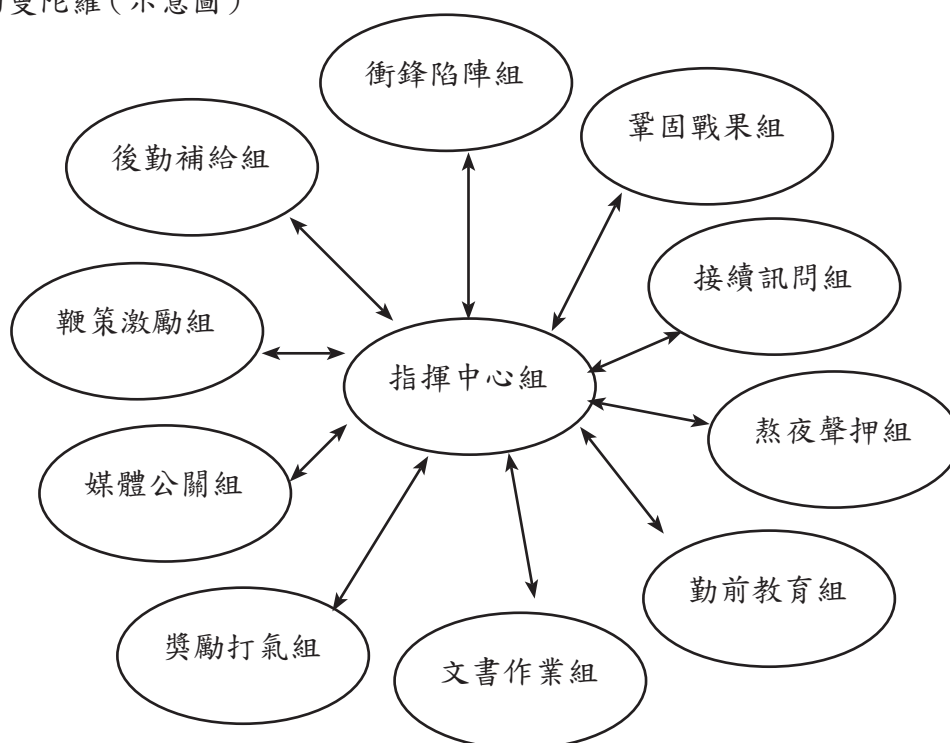 曼陀羅(示意圖)
衝鋒陷陣組
鞏固戰果組
後勤補給組
接續訊問組
鞭策激勵組
指揮中心組
熬夜聲押組
媒體公關組
勤前教育組
獎勵打氣組
文書作業組